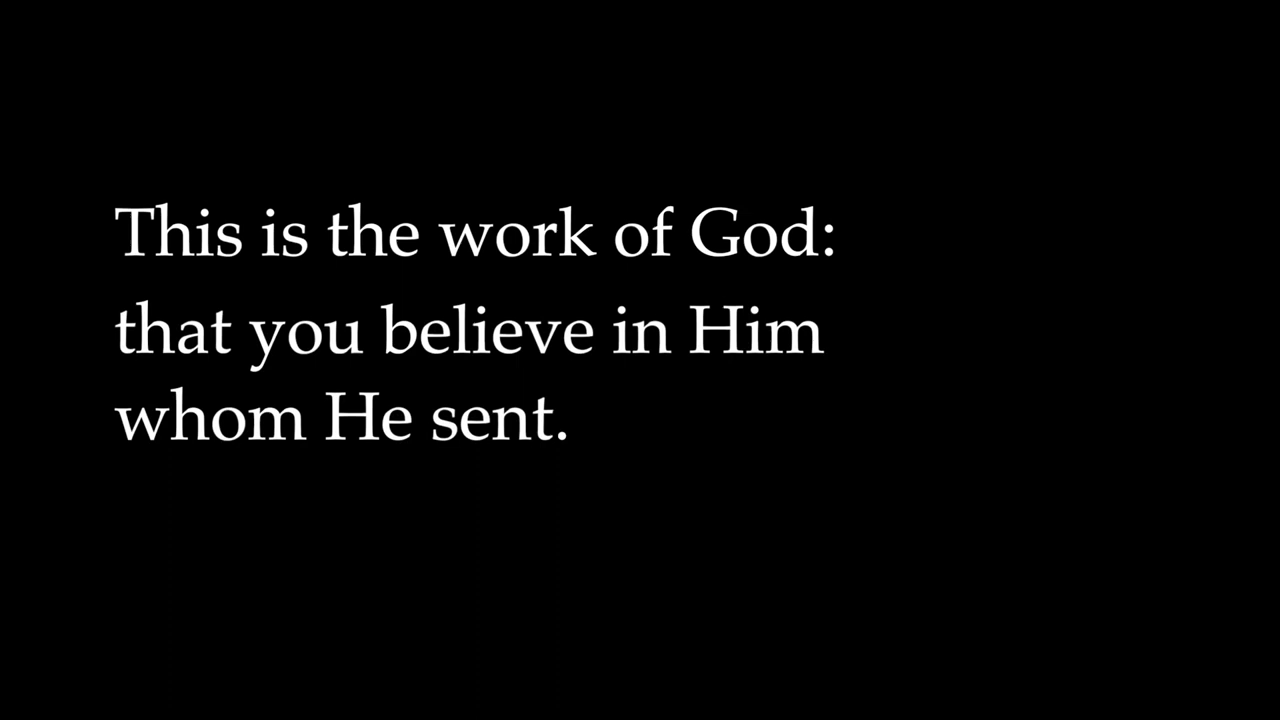 This is the work of God:
that you believe in Him
whom He sent.